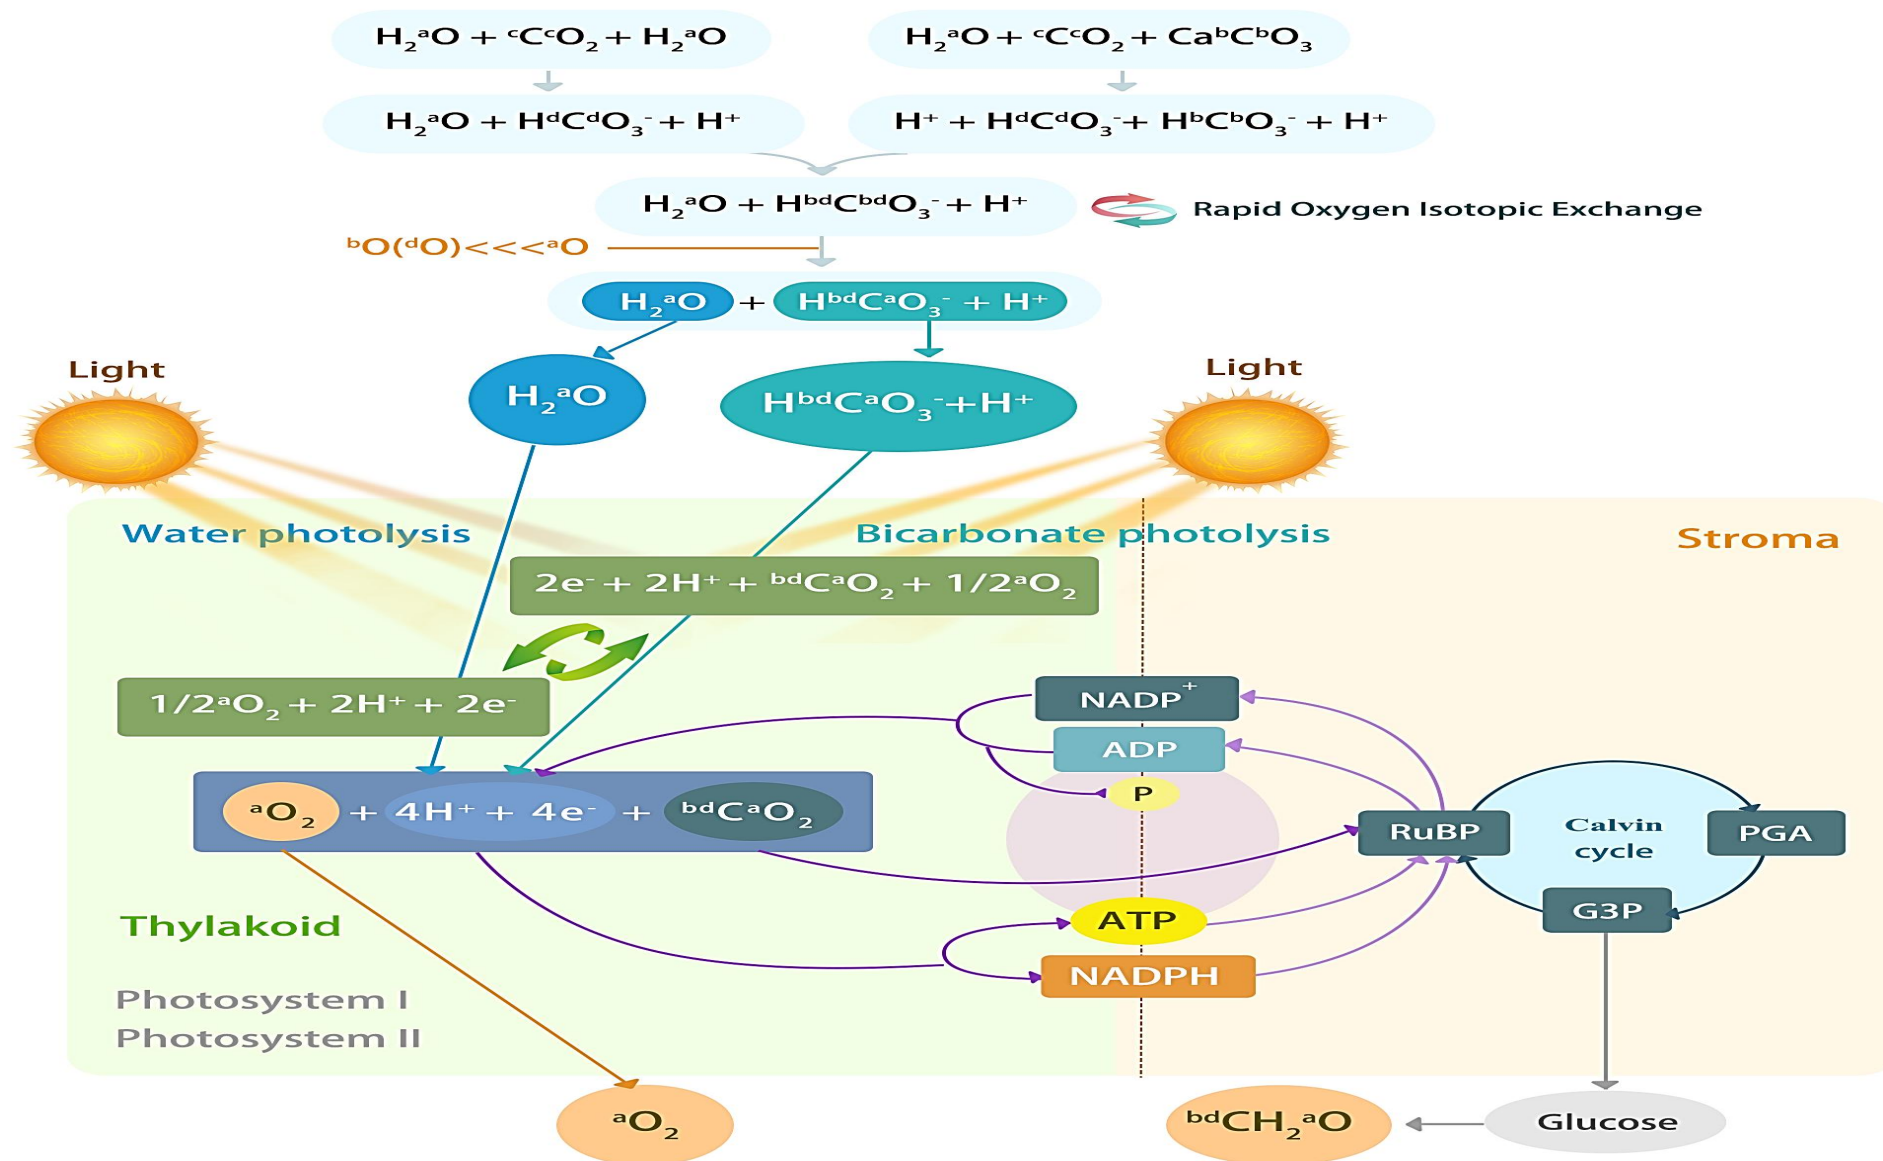 H₂ᵃO + ᶜCᶜO₂ + H₂ᵃO
H₂ᵃO + ᶜCᶜO₂ + CaᵇCᵇO₃
H₂ᵃO + HᵈCᵈO₃⁻ + H⁺
H⁺ + HᵈCᵈO₃⁻ + HᵇCᵇO₃⁻ + H⁺
H₂ᵃO + HᵇᵈCᵇᵈO₃⁻ + H⁺
Rapid Oxygen Isotopic Exchange
ᵇO(ᵈO)<<<ᵃO
H₂ᵃO + HᵇᵈCᵃO₃⁻ + H⁺
Light
Light
H₂ᵃO
HᵇᵈCᵃO₃⁻+H⁺
Water photolysis
Bicarbonate photolysis
Stroma
2e⁻ + 2H⁺ + ᵇᵈCᵃO₂ + 1/2ᵃO₂
1/2ᵃO₂ + 2H⁺ + 2e⁻
NADP⁺
ADP
P
ᵃO₂ + 4H⁺ + 4e⁻ + ᵇᵈCᵃO₂
RuBP
Calvin
cycle
PGA
G3P
ATP
NADPH
Thylakoid
Photosystem I
Photosystem II
ᵃO₂
ᵇᵈCH₂ᵃO
Glucose